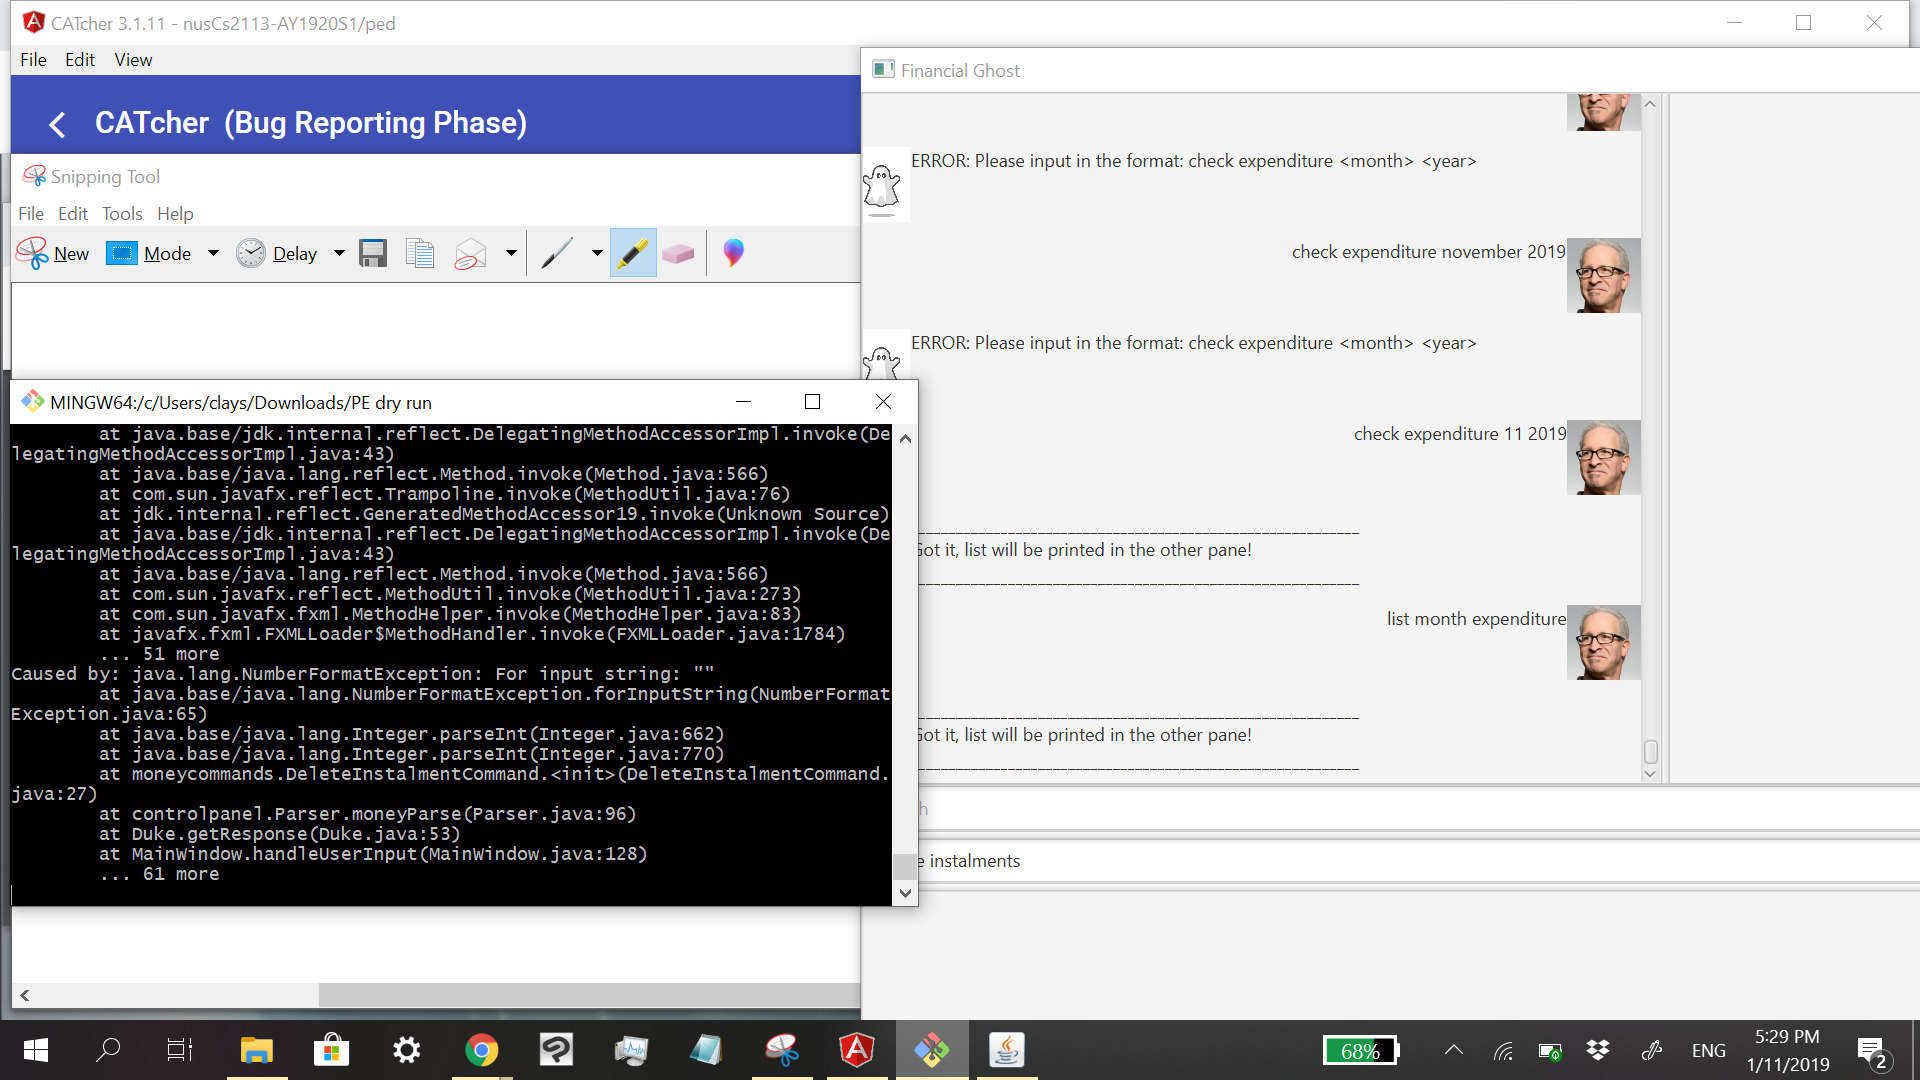 CATcher 3.1.11 - nusCs2113-AY1920S1/ped
File Edit View
CATcher (Bug Reporting Phase)
Snipping Tool
File Edit Tools Help
New Mode Delay
MINGW64:/c/Users/clays/Downloads/PE dry run
at java.base/jdk.internal.reflect.DelegatingMethodAccessorImpl.invoke(De
legatingMethodAccessorImpl.java:43)
at java.base/java.lang.reflect.Method.invoke(Method.java:566)
at com.sun.javafx.reflect.Trampoline.invoke(MethodUtil.java:76)
at jdk.internal.reflect.GeneratedMethodAccessor19.invoke(Unknown Source)
at java.base/jdk.internal.reflect.DelegatingMethodAccessorImpl.invoke(De
legatingMethodAccessorImpl.java:43)
at java.base/java.lang.reflect.Method.invoke(Method.java:566)
at com.sun.javafx.reflect.MethodUtil.invoke(MethodUtil.java:273)
at com.sun.javafx.fxml.MethodHelper.invoke(MethodHelper.java:83)
at javafx.fxml.FXMLLoader$MethodHandler.invoke(FXMLLoader.java:1784)
... 51 more
Caused by: java.lang.NumberFormatException: For input string: ""
at java.base/java.lang.NumberFormatException.forInputString(NumberFormat
Exception.java:65)
at java.base/java.lang.Integer.parseInt(Integer.java:662)
at java.base/java.lang.Integer.parseInt(Integer.java:770)
at moneycommands.DeleteInstalmentCommand.<init>(DeleteInstalmentCommand.
java:27)
at controlpanel.Parser.moneyParse(Parser.java:96)
at Duke.getResponse(Duke.java:53)
at MainWindow.handleUserInput(MainWindow.java:128)
... 61 more
Financial Ghost
ERROR: Please input in the format: check expenditure <month> <year>
check expenditure november 2019
ERROR: Please input in the format: check expenditure <month> <year>
check expenditure 11 2019
Got it, list will be printed in the other pane!
list month expenditure
Got it, list will be printed in the other pane!
h
e instalments
68%
ENG
5:29 PM
1/11/2019
2